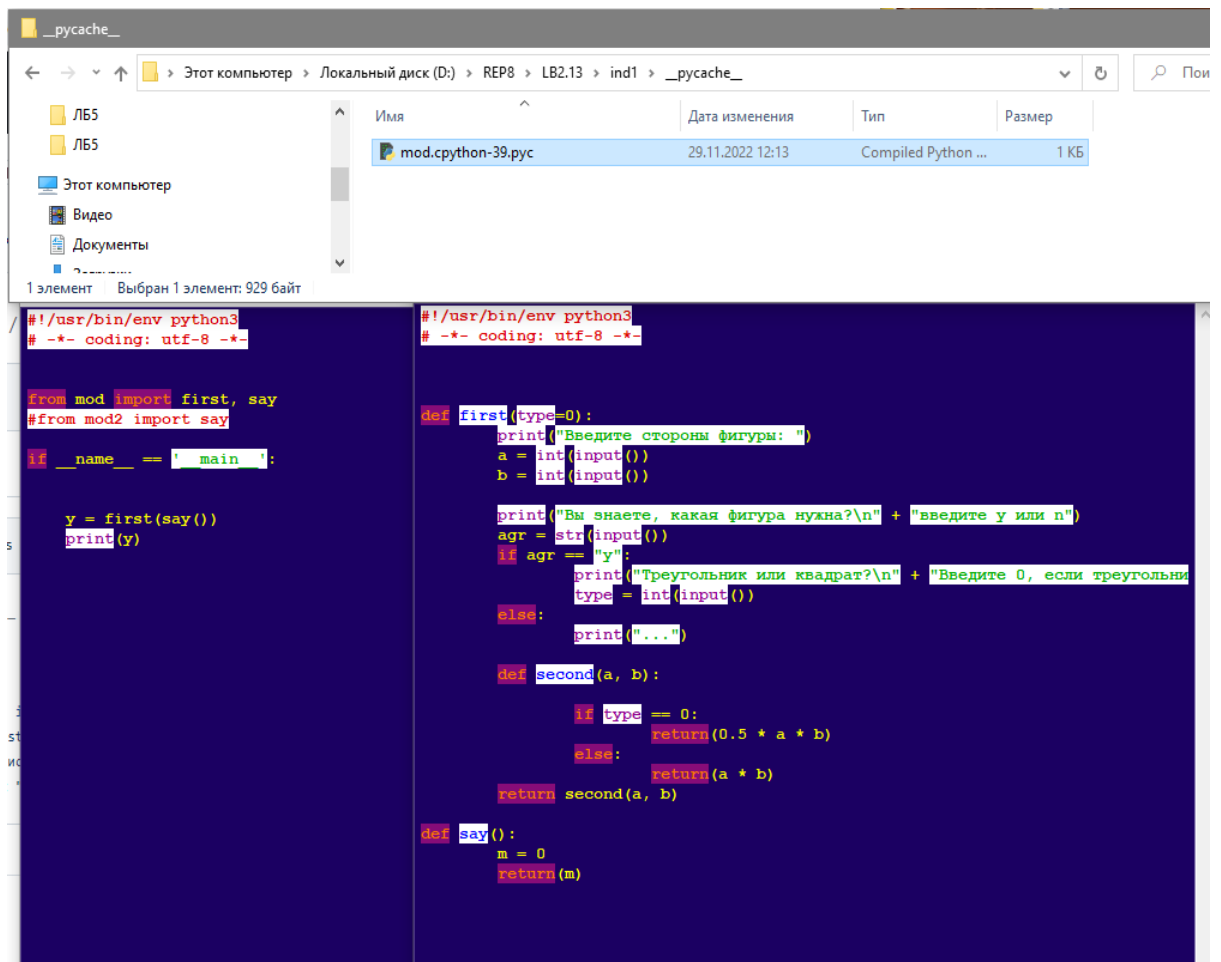 __pycache__
Этот компьютер › Локальный диск (D:) › REP8 › LB2.13 › ind1 › __pycache__
Пои
ЛБ5
ЛБ5
Этот компьютер
Видео
Документы
Имя Дата изменения Тип Размер
mod.cpython-39.pyc 29.11.2022 12:13 Compiled Python ... 1 КБ
1 элемент Выбран 1 элемент: 929 байт
#!/usr/bin/env python3
# -*- coding: utf-8 -*-
from mod import first, say
#from mod2 import say
if __name__ == '__main__':
y = first(say())
print(y)
#!/usr/bin/env python3
# -*- coding: utf-8 -*-
def first(type=0):
print("Введите стороны фигуры: ")
a = int(input())
b = int(input())
print("Вы знаете, какая фигура нужна?\n" + "введите y или n")
agr = str(input())
if agr == "y":
print("Треугольник или квадрат?\n" + "Введите 0, если треугольни
type = int(input())
else:
print("...")
def second(a, b):
if type == 0:
return(0.5 * a * b)
else:
return(a * b)
return second(a, b)
def say():
m = 0
return(m)